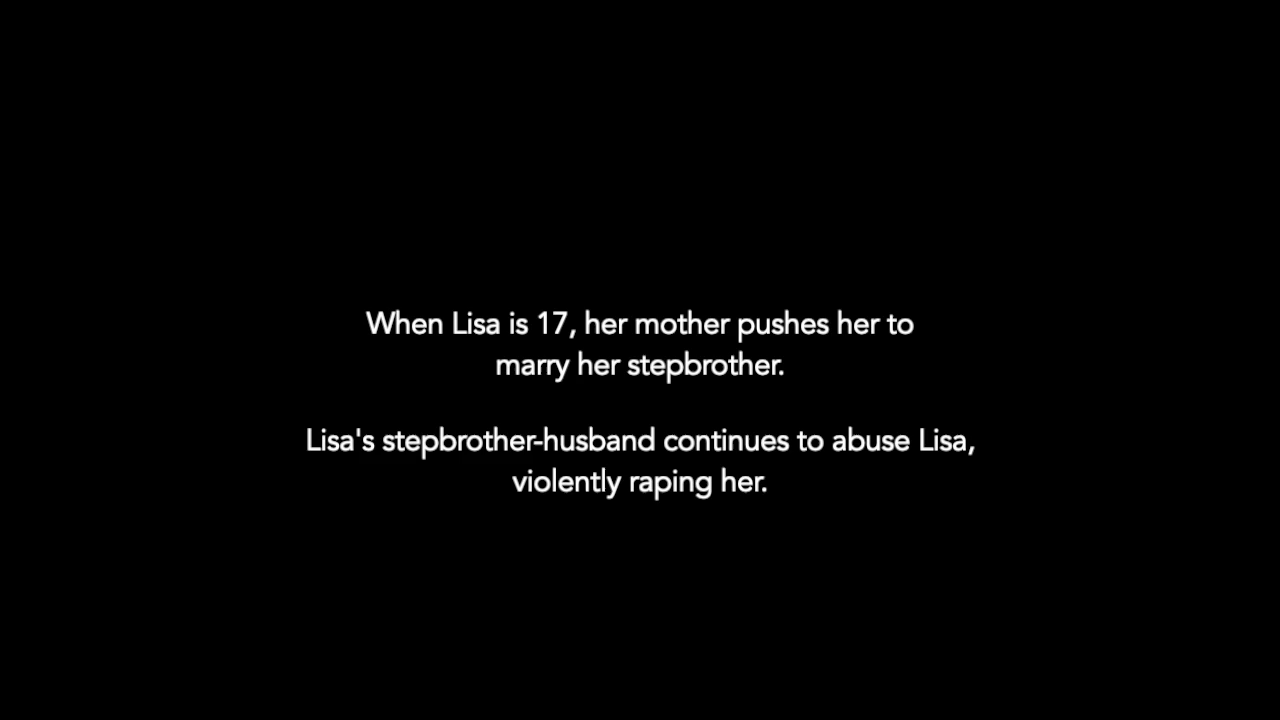 When Lisa is 17, her mother pushes her to
marry her stepbrother.
Lisa's stepbrother-husband continues to abuse Lisa,
violently raping her.